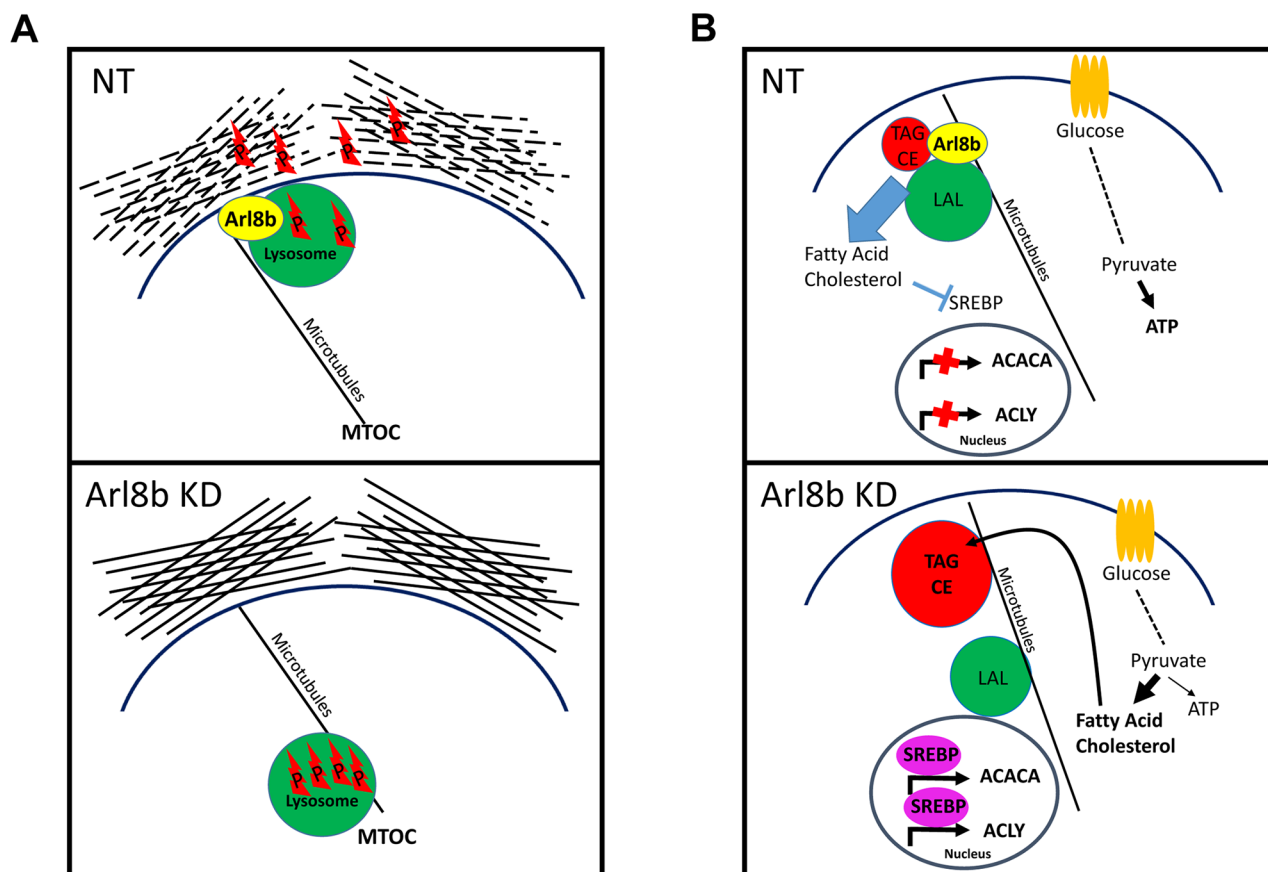 A
NT
P
P
P
P
Arl8b
P
P
Lysosome
Microtubules
MTOC
Arl8b KD
Microtubules
P
P
P
P
Lysosome
MTOC
B
NT
TAG
CE
Arl8b
LAL
Glucose
Microtubules
Fatty Acid
Cholesterol
SREBP
Pyruvate
ATP
ACACA
ACLY
Nucleus
Arl8b KD
TAG
CE
Microtubules
Glucose
LAL
Pyruvate
ATP
Fatty Acid
Cholesterol
SREBP
ACACA
SREBP
ACLY
Nucleus